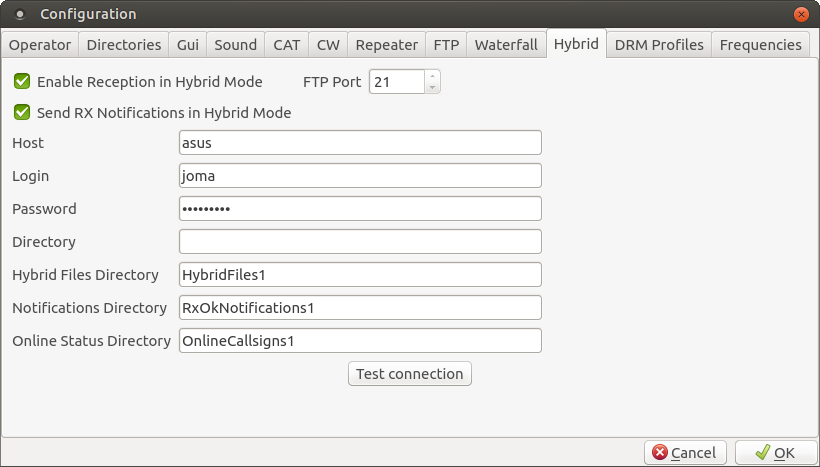 Configuration
Operator Directories Gui Sound CAT CW Repeater FTP Waterfall Hybrid DRM Profiles Frequencies
Enable Reception in Hybrid Mode FTP Port 21
Send RX Notifications in Hybrid Mode
Host asus
Login joma
Password •••••••••
Directory
Hybrid Files Directory HybridFiles1
Notifications Directory RxOkNotifications1
Online Status Directory OnlineCallsigns1
Test connection
Cancel OK